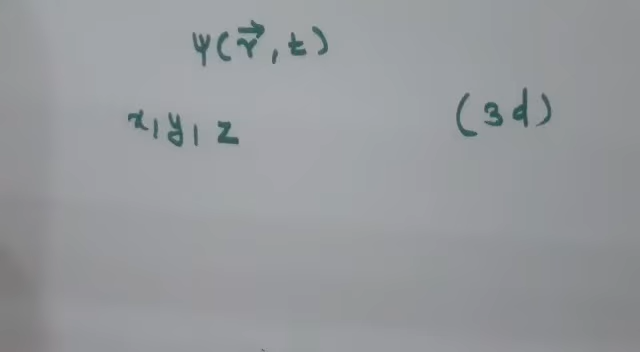 ψ(r⃗, t)
x, y, z (3d)